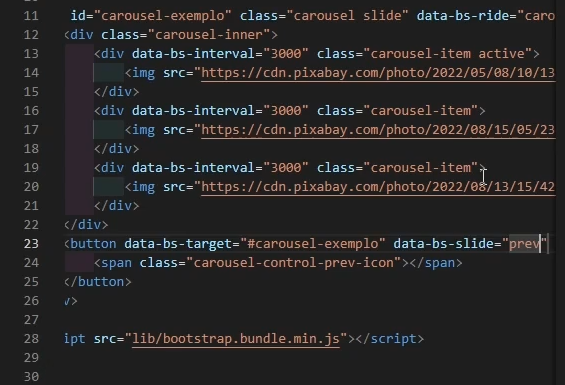 11 id="carousel-exemplo" class="carousel slide" data-bs-ride="caro
12 <div class="carousel-inner">
13 <div data-bs-interval="3000" class="carousel-item active">
14 <img src="https://cdn.pixabay.com/photo/2022/05/08/10/13
15 </div>
16 <div data-bs-interval="3000" class="carousel-item">
17 <img src="https://cdn.pixabay.com/photo/2022/08/15/05/23
18 </div>
19 <div data-bs-interval="3000" class="carousel-item">
20 <img src="https://cdn.pixabay.com/photo/2022/08/13/15/42
21 </div>
22 </div>
23 <button data-bs-target="#carousel-exemplo" data-bs-slide="prev"
24 <span class="carousel-control-prev-icon"></span>
25 </button>
26 v>
27
28 ipt src="lib/bootstrap.bundle.min.js"></script>
29
30